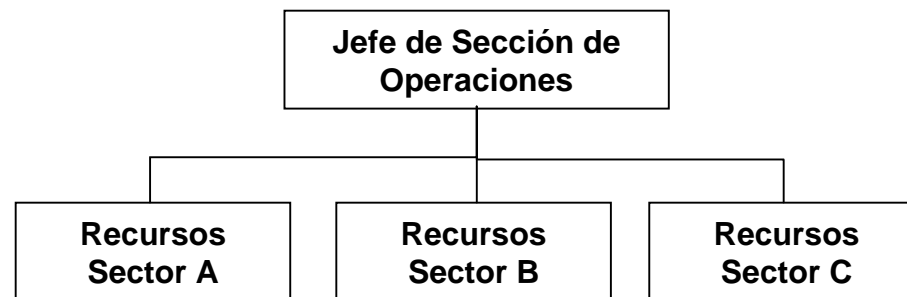 Jefe de Sección de
Operaciones
Recursos
Sector A
Recursos
Sector B
Recursos
Sector C